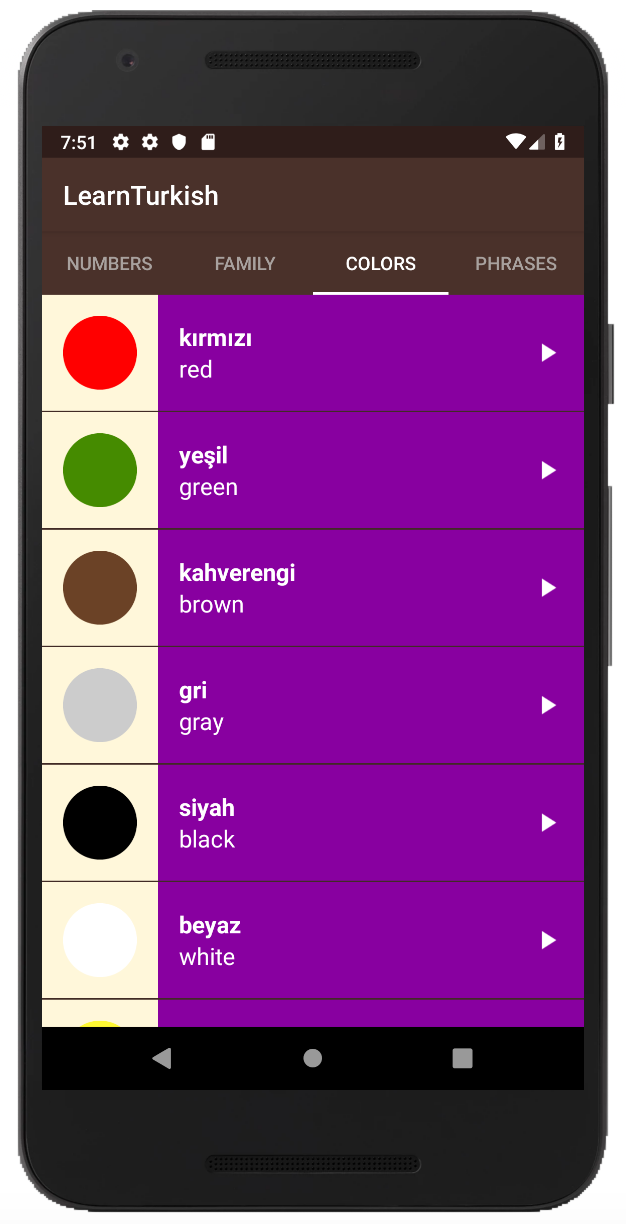 7:51
LearnTurkish
NUMBERS FAMILY COLORS PHRASES
kırmızı
red
yeşil
green
kahverengi
brown
gri
gray
siyah
black
beyaz
white